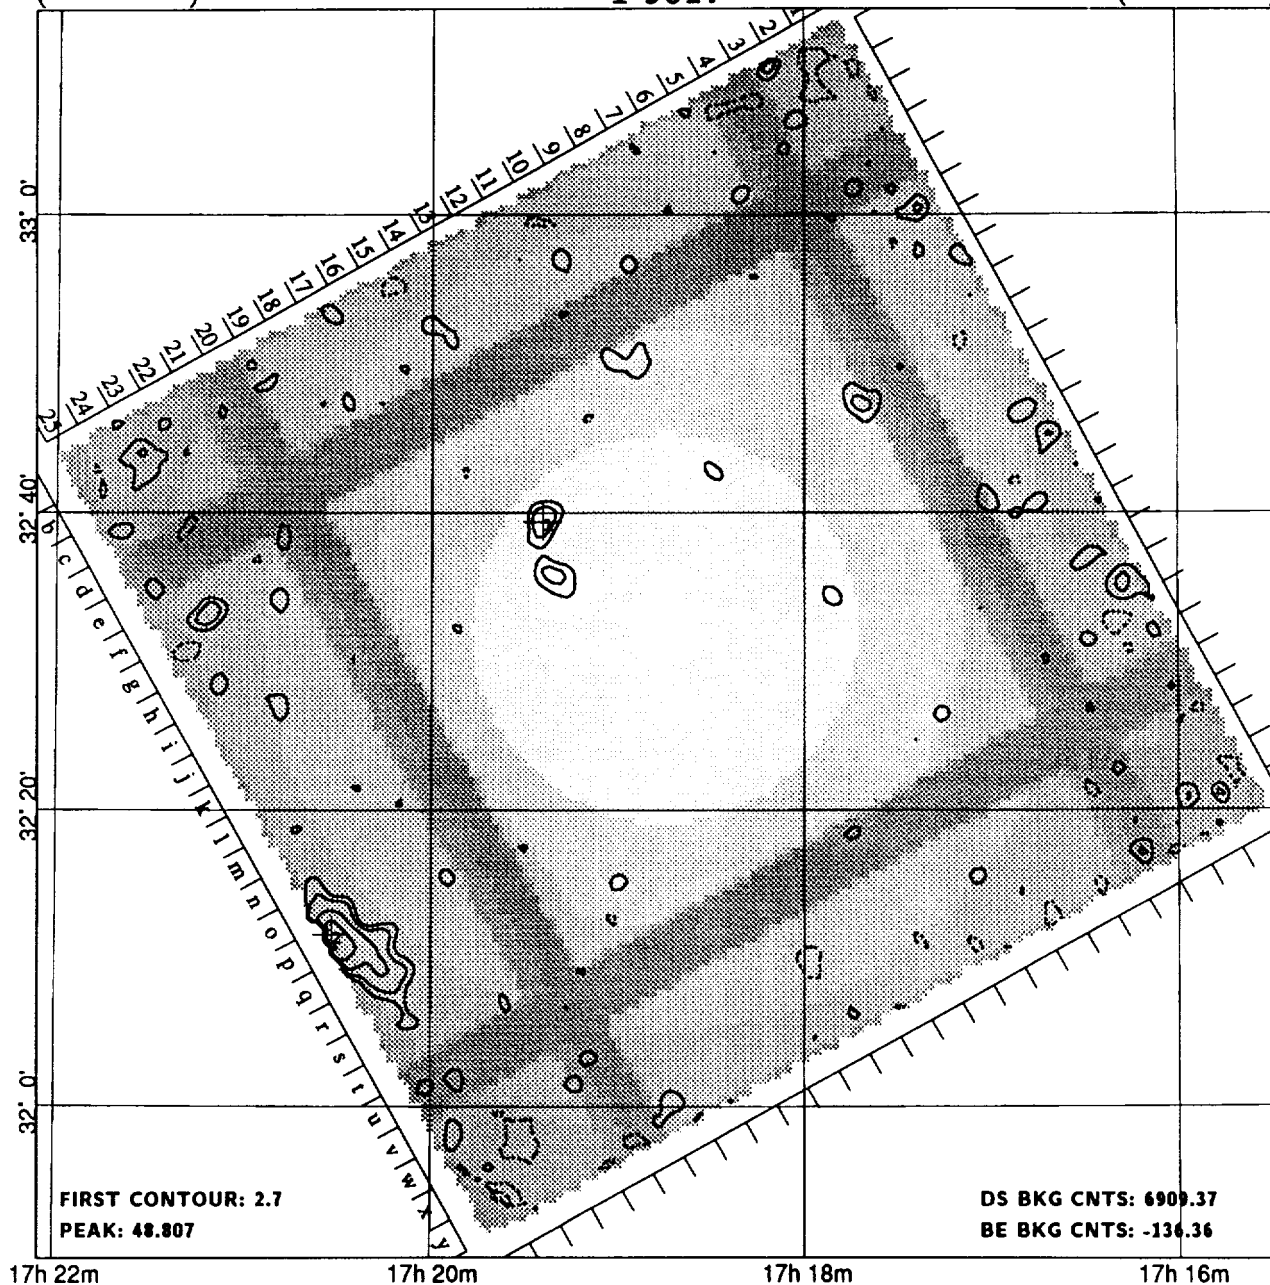 1 2 3 4 5 6 7 8 9 10 11 12 13 14 15 16 17 18 19 20 21 22 23 24 25
b c d e f g h i j k l m n o p q r s t u v w x y
33° 0'
32° 40'
32° 20'
32° 0'
FIRST CONTOUR: 2.7
PEAK: 48.807
DS BKG CNTS: 6909.37
BE BKG CNTS: -136.36
17h 22m 17h 20m 17h 18m 17h 16m